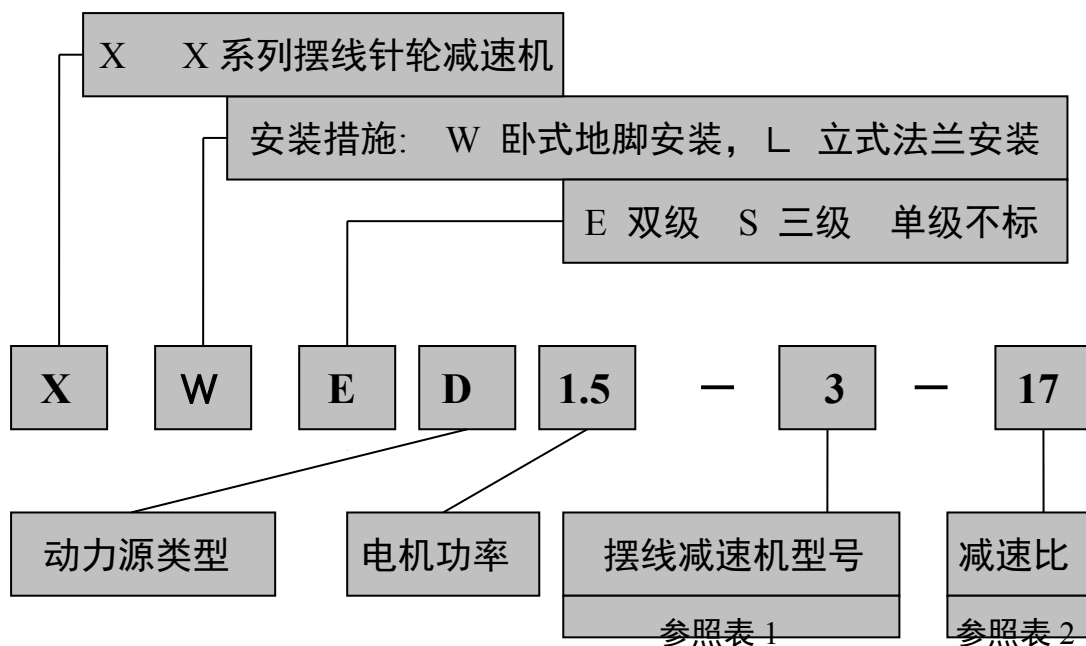 X X 系列摆线针轮减速机
安装措施: W 卧式地脚安装，L 立式法兰安装
E 双级 S 三级 单级不标
X W E D 1.5 － 3 － 17
动力源类型 电机功率 摆线减速机型号 减速比
参照表 1 参照表 2